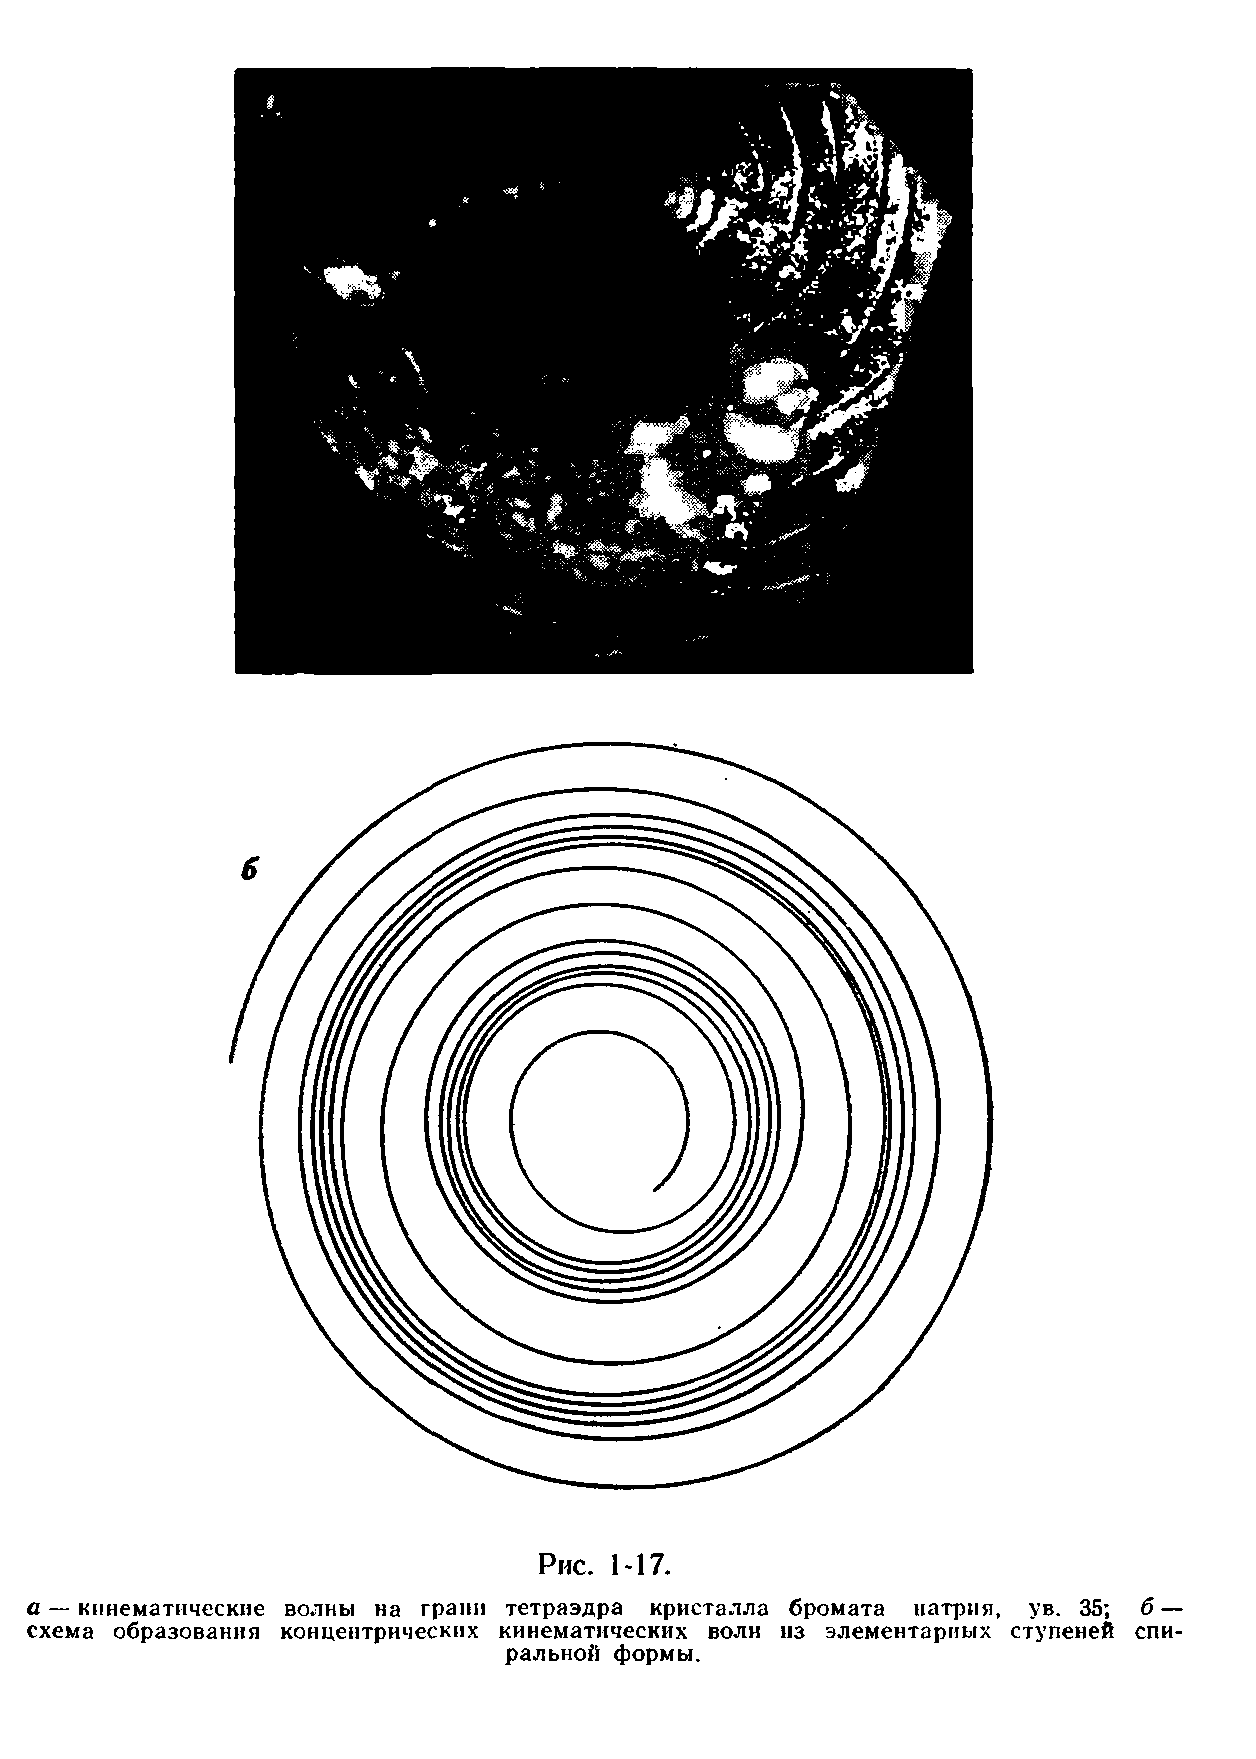 б
Рис. 1-17.
а — кинематические волны на грани тетраэдра кристалла бромата натрия, ув. 35; б —
схема образования концентрических кинематических волн из элементарных ступеней спи-
ральной формы.